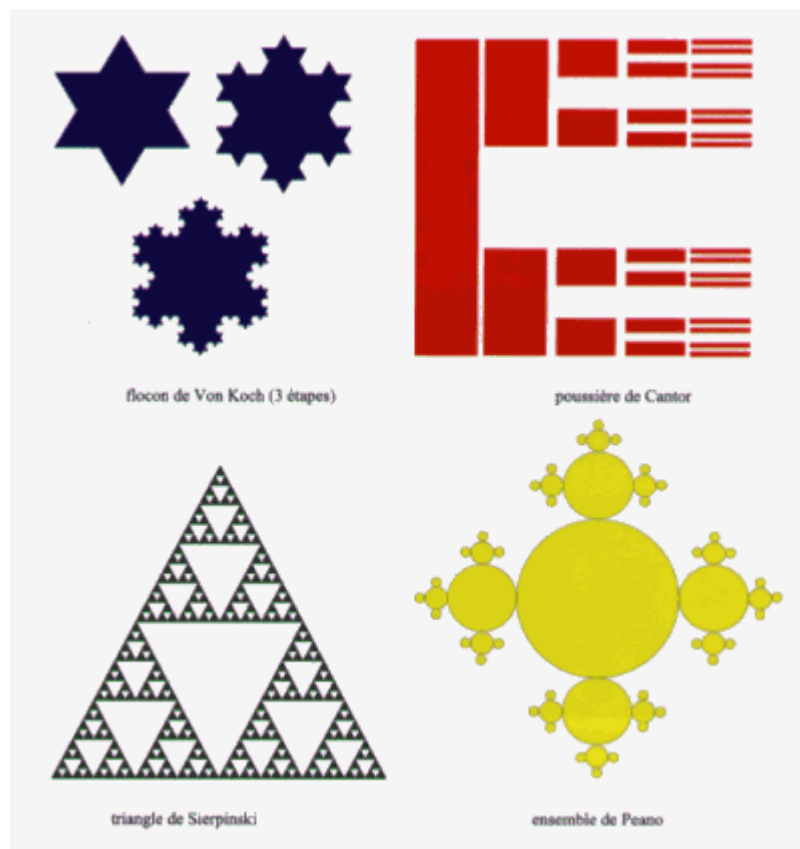 flocon de Von Koch (3 étapes)
poussière de Cantor
triangle de Sierpinski
ensemble de Peano